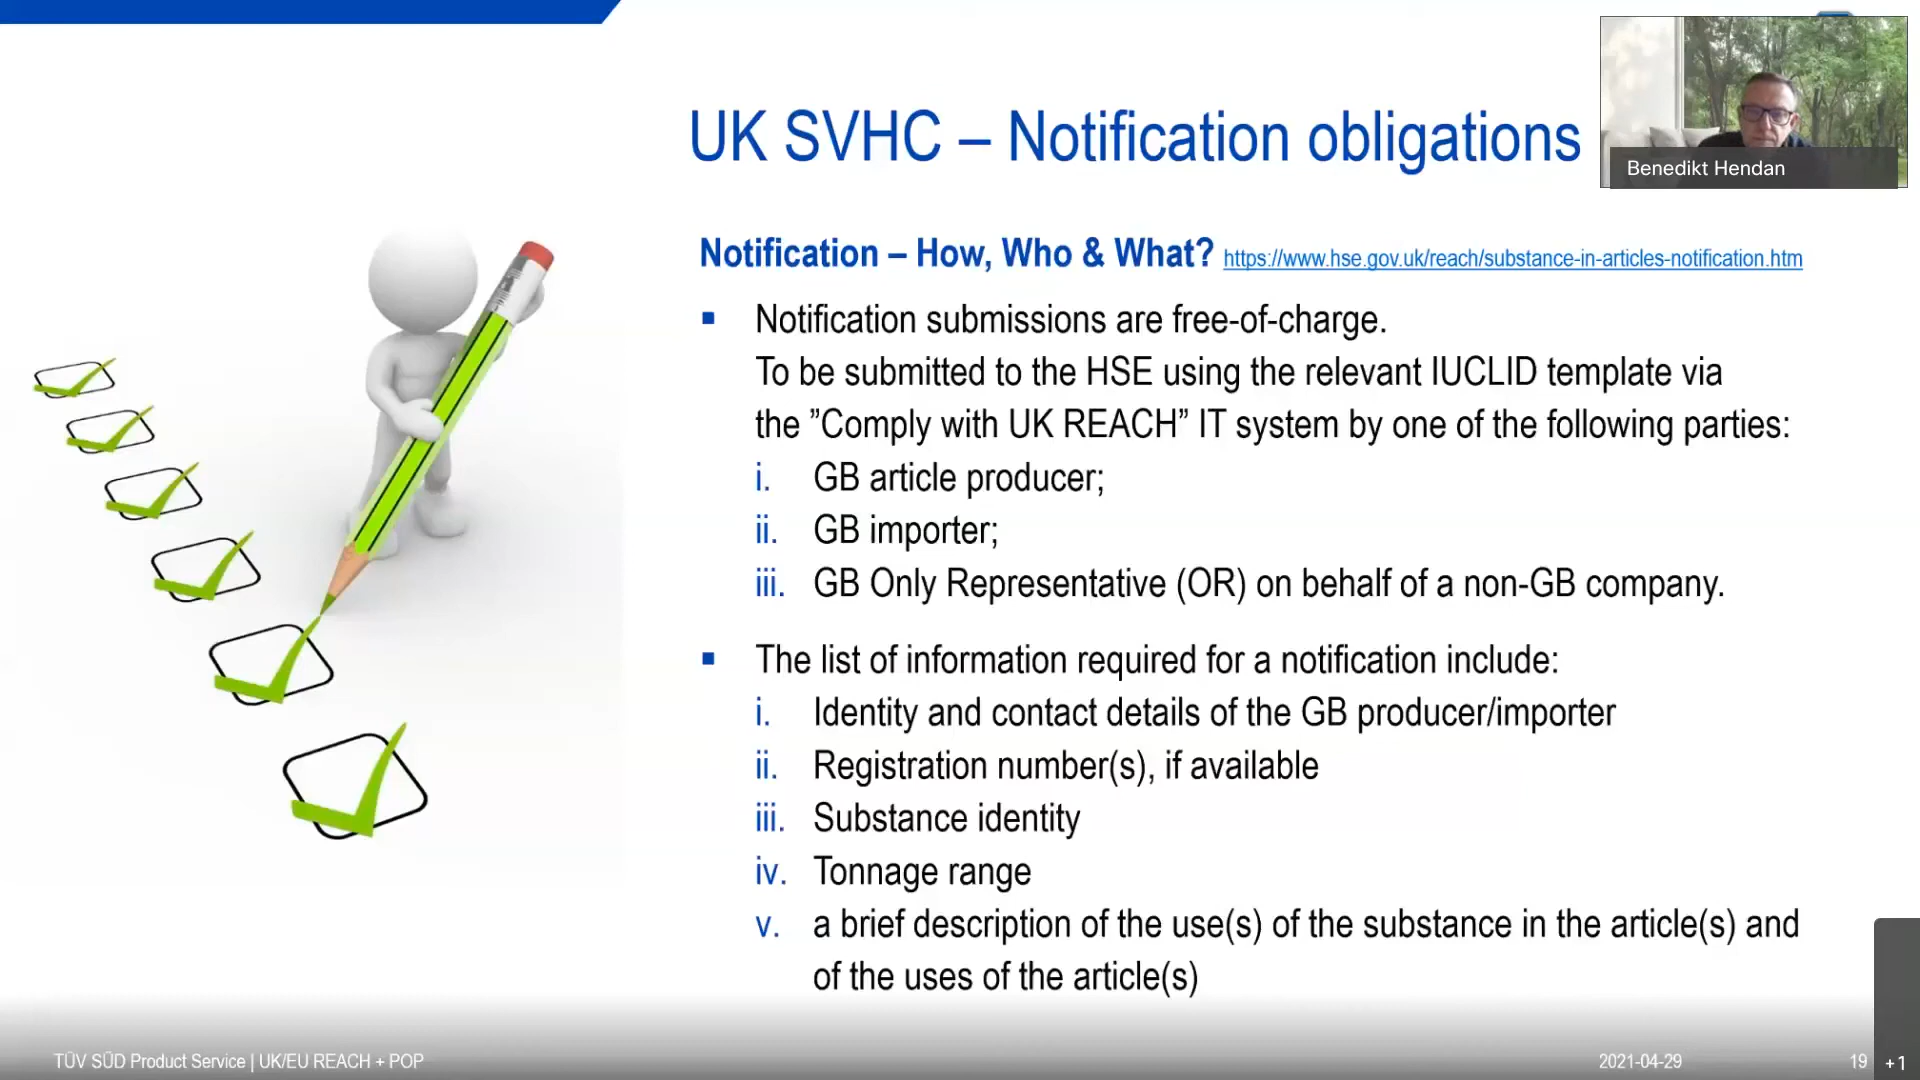 UK SVHC – Notification obligations
Benedikt Hendan
Notification – How, Who & What? https://www.hse.gov.uk/reach/substance-in-articles-notification.htm
▪ Notification submissions are free-of-charge.
To be submitted to the HSE using the relevant IUCLID template via
the ”Comply with UK REACH” IT system by one of the following parties:
i. GB article producer;
ii. GB importer;
iii. GB Only Representative (OR) on behalf of a non-GB company.
▪ The list of information required for a notification include:
i. Identity and contact details of the GB producer/importer
ii. Registration number(s), if available
iii. Substance identity
iv. Tonnage range
v. a brief description of the use(s) of the substance in the article(s) and
of the uses of the article(s)
TÜV SÜD Product Service | UK/EU REACH + POP
2021-04-29
19
+1